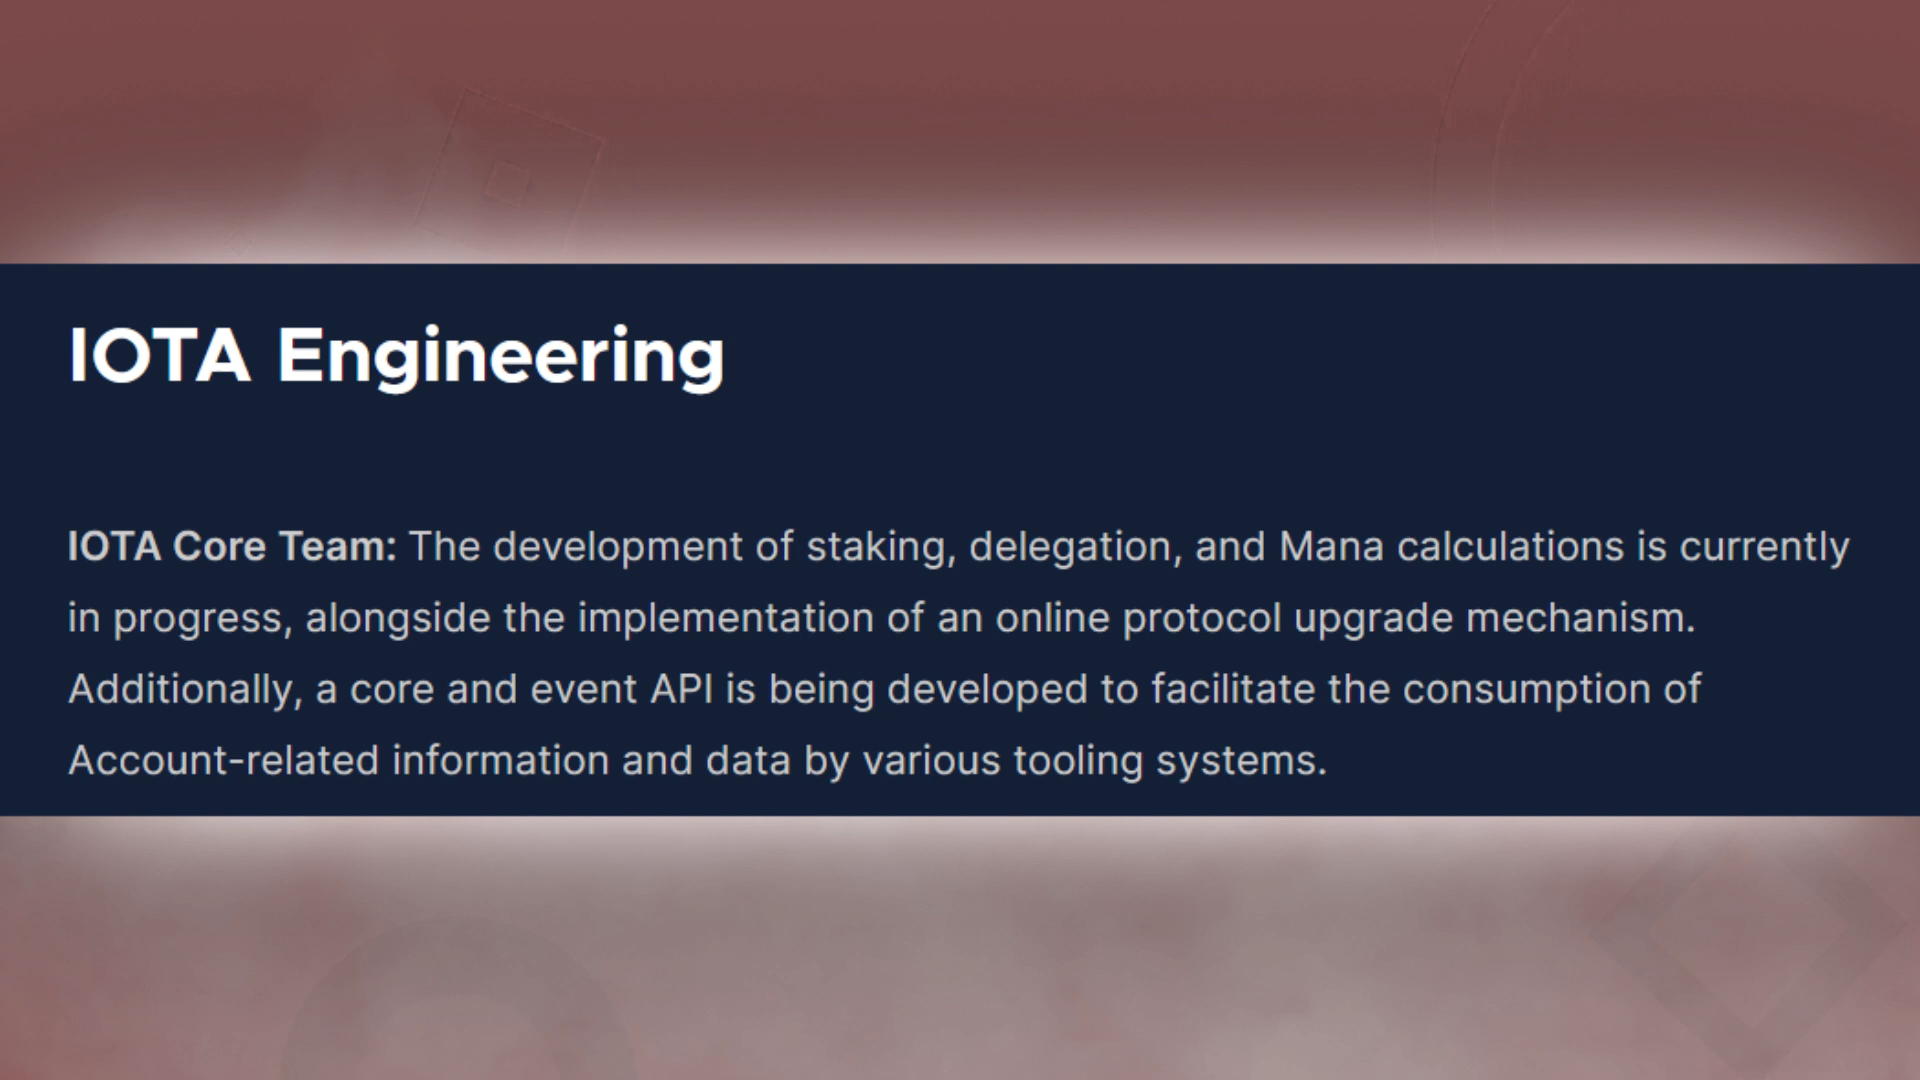 IOTA Engineering
IOTA Core Team: The development of staking, delegation, and Mana calculations is currently
in progress, alongside the implementation of an online protocol upgrade mechanism.
Additionally, a core and event API is being developed to facilitate the consumption of
Account-related information and data by various tooling systems.